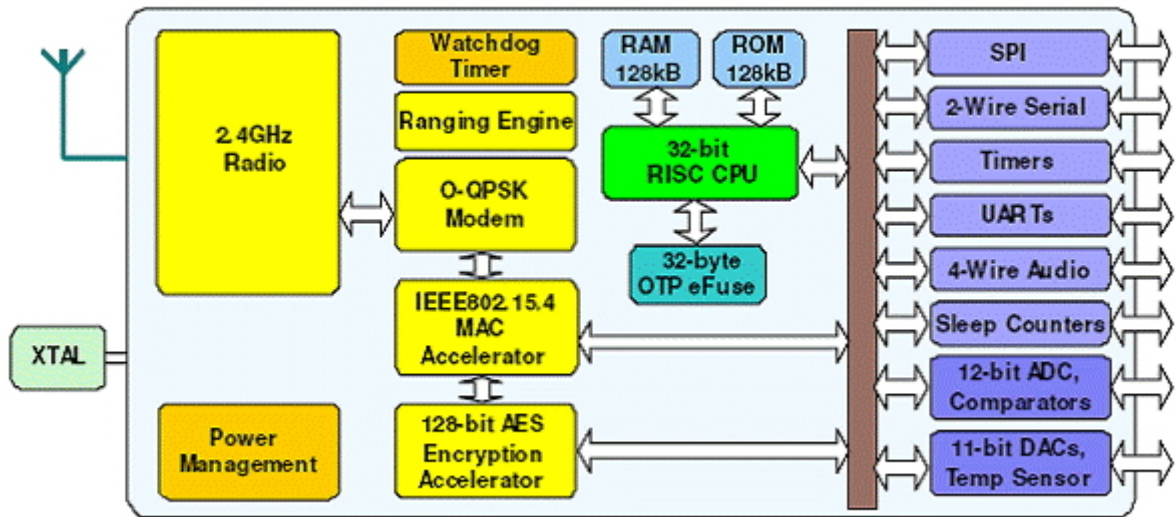 2.4GHz
Radio
Watchdog
Timer
Ranging Engine
O-QPSK
Modem
IEEE802.15.4
MAC
Accelerator
128-bit AES
Encryption
Accelerator
XTAL
Power
Management
RAM
128kB
ROM
128kB
32-bit
RISC CPU
32-byte
OTP eFuse
SPI
2-Wire Serial
Timers
UARTs
4-Wire Audio
Sleep Counters
12-bit ADC,
Comparators
11-bit DACs,
Temp Sensor